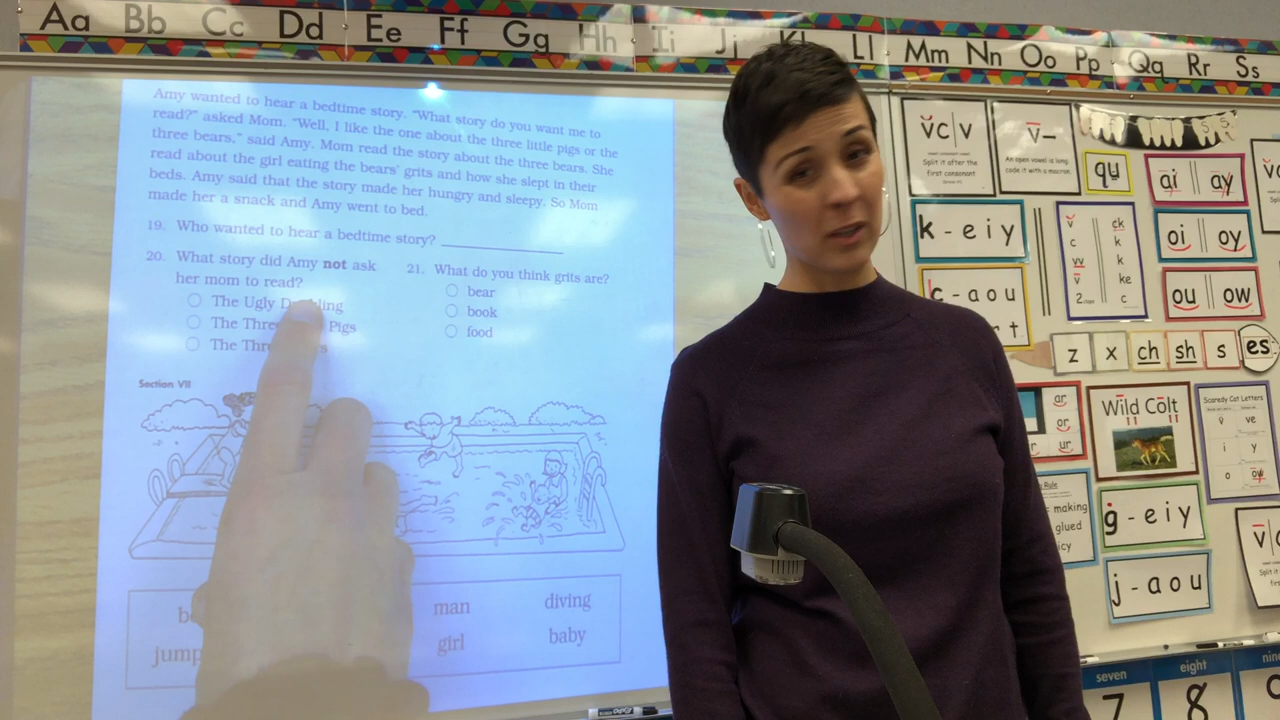 Aa Bb Cc Dd Ee Ff Gg Hh Ii Jj Kk Ll Mm Nn Oo Pp Qq Rr Ss
Amy wanted to hear a bedtime story. "What story do you want me to
read?" asked Mom. "Well, I like the one about the three little pigs or the
three bears," said Amy. Mom read the story about the three bears. She
read about the girl eating the bears' grits and how she slept in their
beds. Amy said that the story made her hungry and sleepy. So Mom
made her a snack and Amy went to bed.
19. Who wanted to hear a bedtime story?
20. What story did Amy not ask
her mom to read?
The Ugly
The Pigs
The
21. What do you think grits are?
bear
book
food
Section VII
man diving
girl baby
v̆c|v
Split it after the
first consonant
v̄-
An open vowel is long;
code it with a macron.
qu
ai || ay
k - e i y
ck
k
k
ke
c
oi || oy
c - a o u
ou || ow
z x ch sh s es
ar
or
ur
Wild Colt
Scaredy Cat Letters
v ve
i y
o ow
Rule
= making
glued
icy
g - e i y
j - a o u
Split it
seven eight
7 8